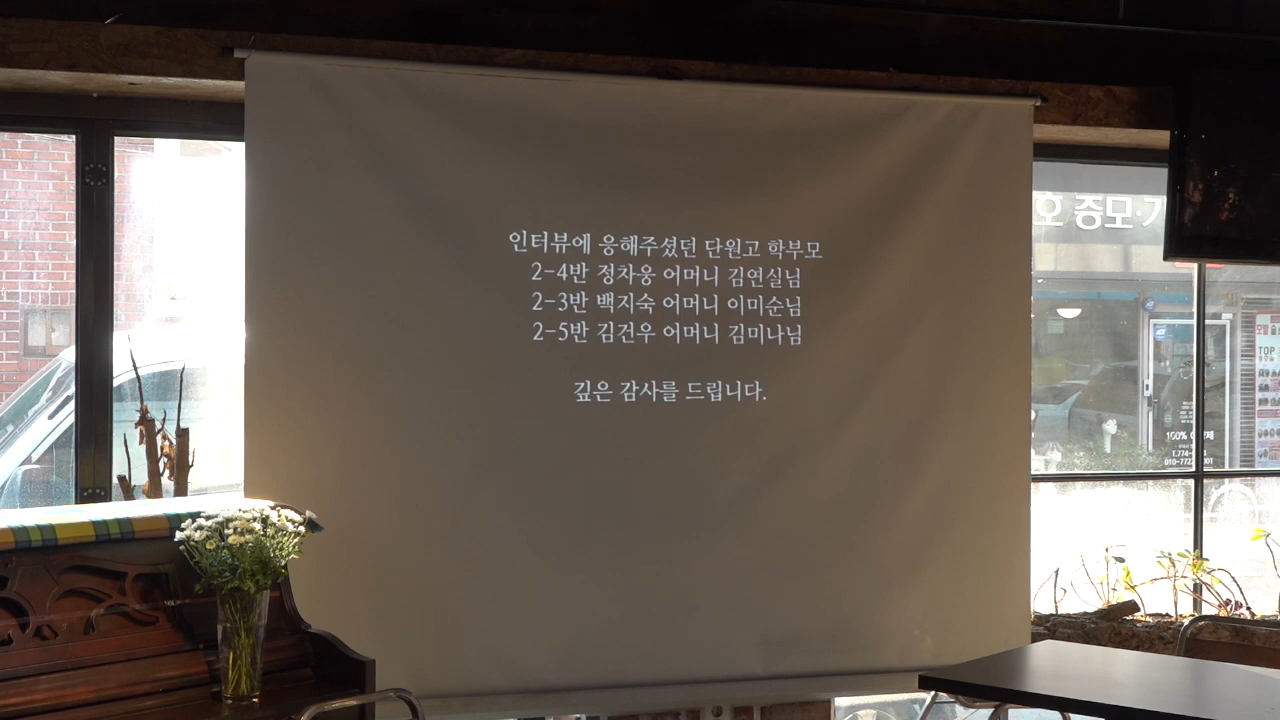 인터뷰에 응해주셨던 단원고 학부모
2-4반 정차웅 어머니 김연실님
2-3반 백지숙 어머니 이미순님
2-5반 김건우 어머니 김미나님
깊은 감사를 드립니다.
증모·가
TOP
100%